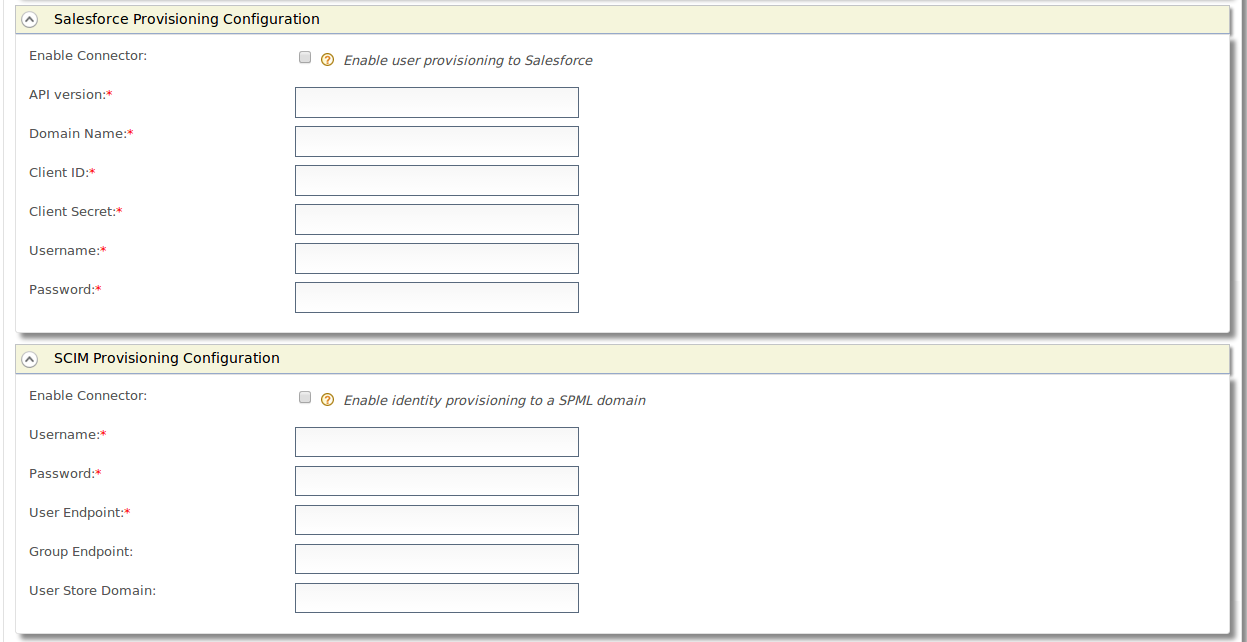 Salesforce Provisioning Configuration
Enable Connector: ? Enable user provisioning to Salesforce
API version:*
Domain Name:*
Client ID:*
Client Secret:*
Username:*
Password:*
SCIM Provisioning Configuration
Enable Connector: ? Enable identity provisioning to a SPML domain
Username:*
Password:*
User Endpoint:*
Group Endpoint:
User Store Domain: